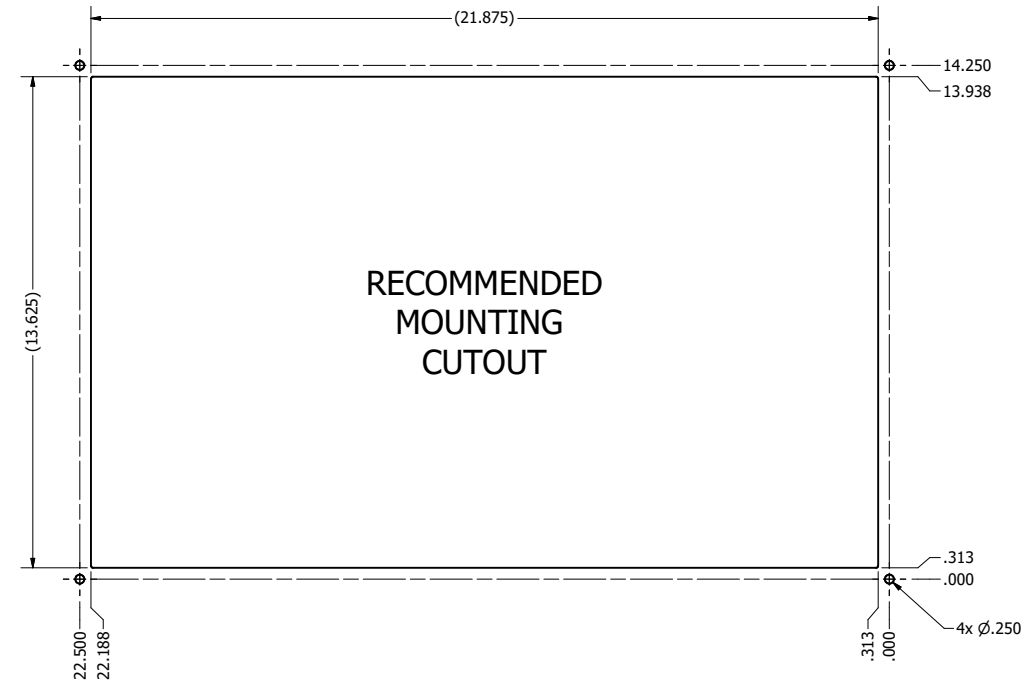 (21.875)
14.250
13.938
RECOMMENDED
MOUNTING
CUTOUT
(13.625)
.313
.000
4x Ø.250
22.500
22.188
.313
.000